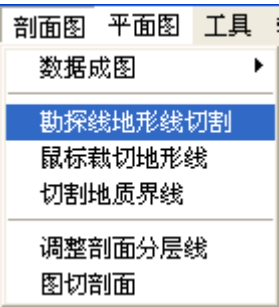 剖面图 平面图 工具
数据成图
勘探线地形线切割
鼠标裁切地形线
切割地质界线
调整剖面分层线
图切剖面